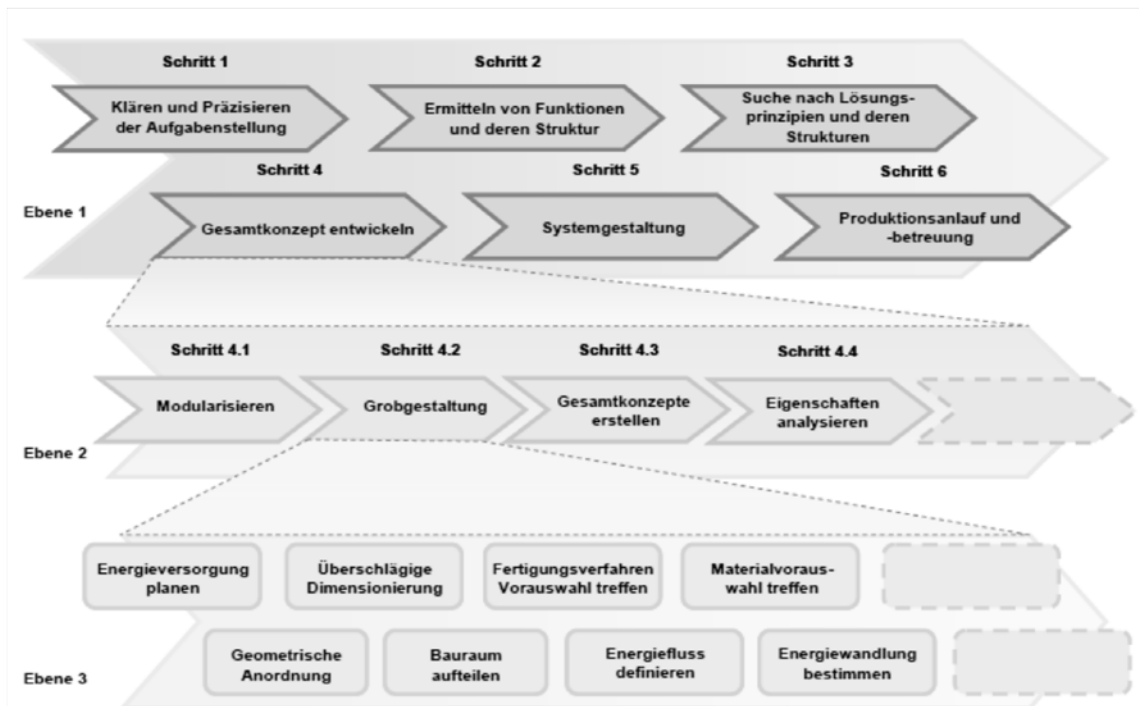 Schritt 1
Schritt 2
Schritt 3
Klären und Präzisieren
der Aufgabenstellung
Ermitteln von Funktionen
und deren Struktur
Suche nach Lösungs-
prinzipien und deren
Strukturen
Schritt 4
Schritt 5
Schritt 6
Ebene 1
Gesamtkonzept entwickeln
Systemgestaltung
Produktionsanlauf und
-betreuung
Schritt 4.1
Schritt 4.2
Schritt 4.3
Schritt 4.4
Modularisieren
Grobgestaltung
Gesamtkonzepte
erstellen
Eigenschaften
analysieren
Ebene 2
Energieversorgung
planen
Überschlägige
Dimensionierung
Fertigungsverfahren
Vorauswahl treffen
Materialvoraus-
wahl treffen
Geometrische
Anordnung
Bauraum
aufteilen
Energiefluss
definieren
Energiewandlung
bestimmen
Ebene 3